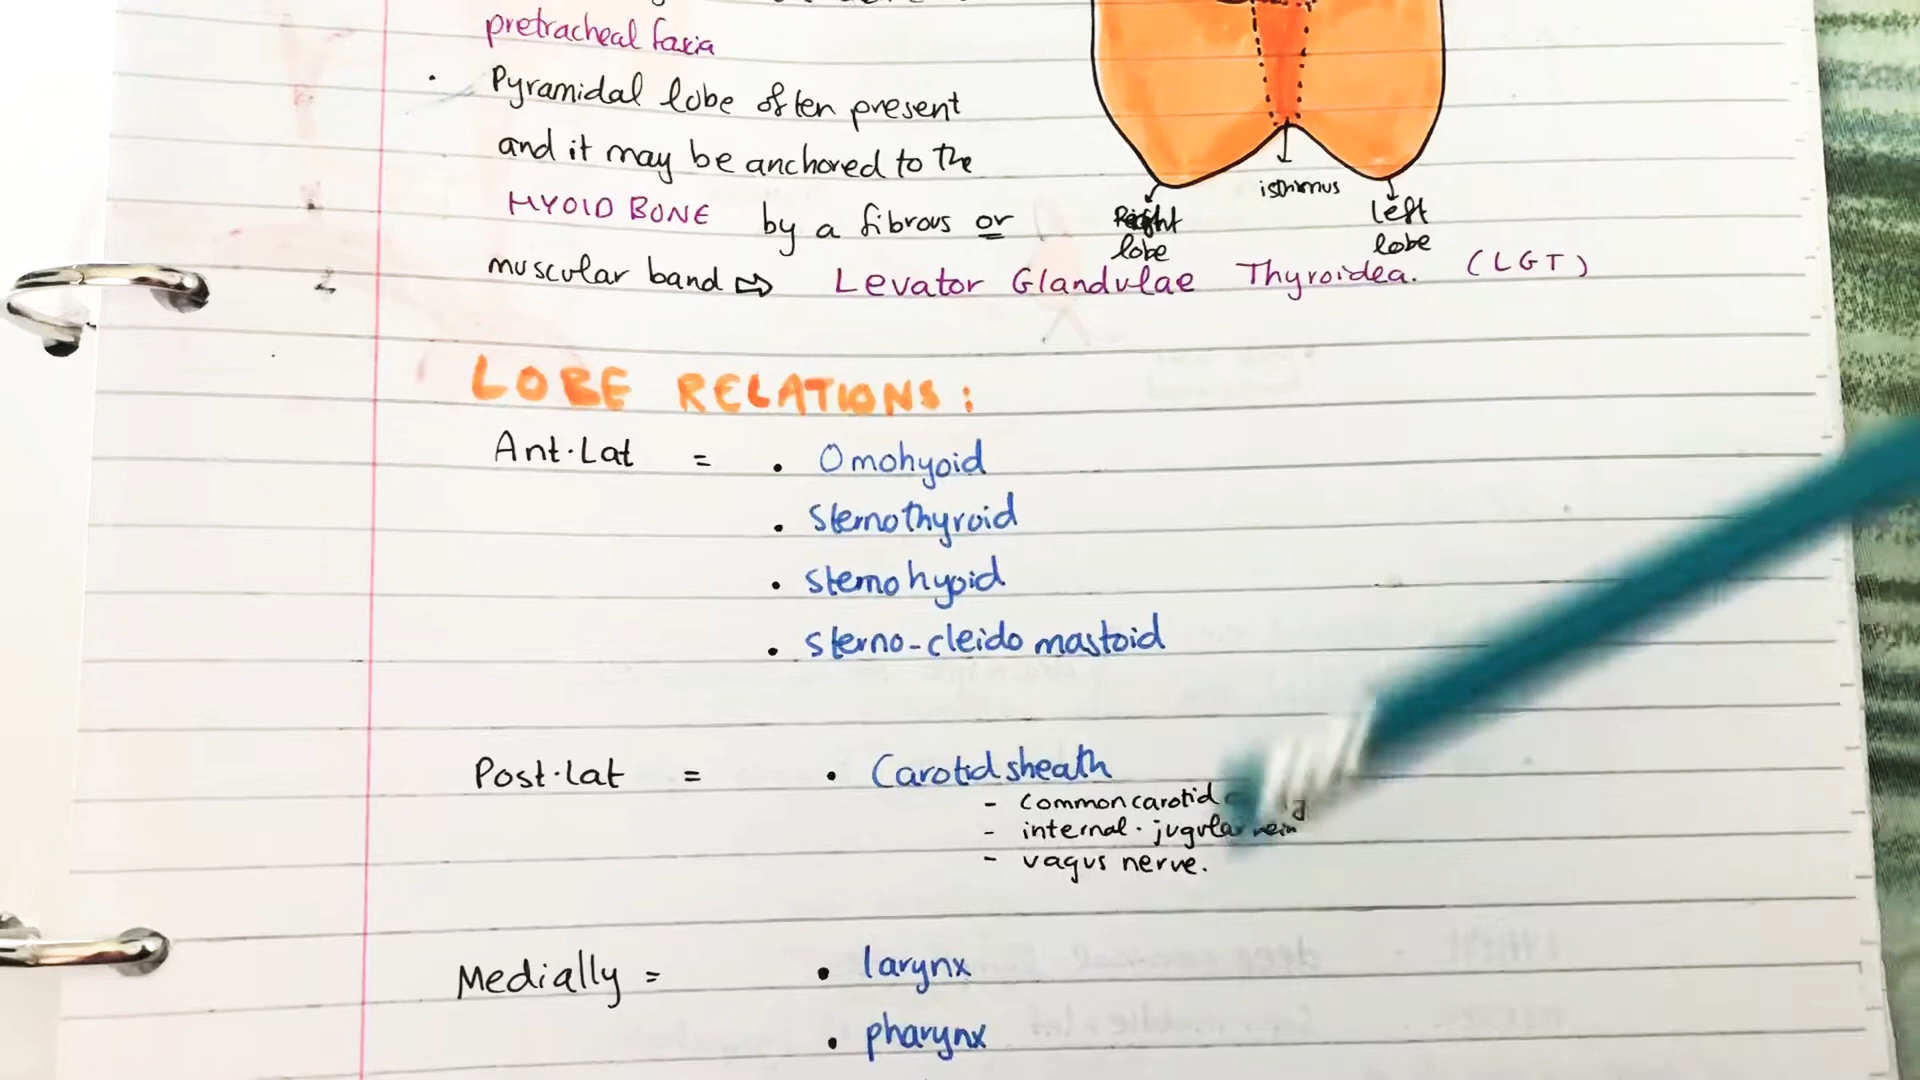 pretracheal fascia
• Pyramidal lobe often present
and it may be anchored to the
HYOID BONE by a fibrous or
muscular band ⇨ Levator Glandulae Thyroidea. (LGT)
isthmus
Right
lobe
left
lobe
LOBE RELATIONS:
Ant.Lat = • Omohyoid
• Sternothyroid
• Sternohyoid
• Sterno-cleido mastoid
Post.lat = • Carotid sheath
- common carotid
- internal. jugular vein
- vagus nerve.
Medially = • larynx
• pharynx